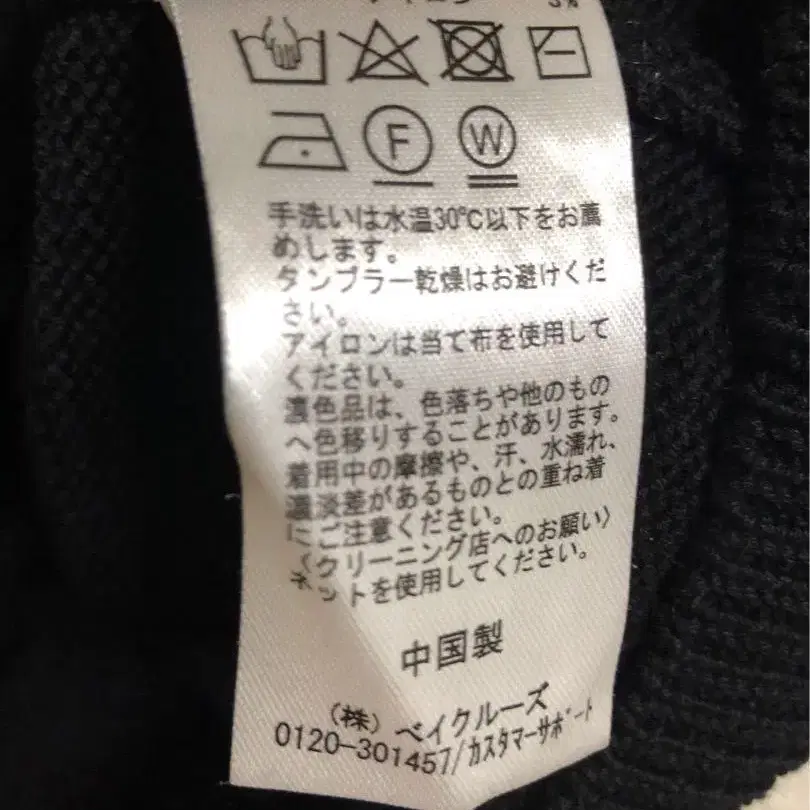 ナイロン 3%
F W
手洗いは水温30℃以下をお薦
めします。
タンブラー乾燥はお避けくだ
さい。
アイロンは当て布を使用して
ください。
濃色品は、色落ちや他のもの
へ色移りすることがあります。
着用中の摩擦や、汗、水濡れ、
濃淡差があるものとの重ね着
にご注意ください。
〈クリーニング店へのお願い〉
ネットを使用してください。
中国製
(株)ベイクルーズ
0120-301457/カスタマーサポート